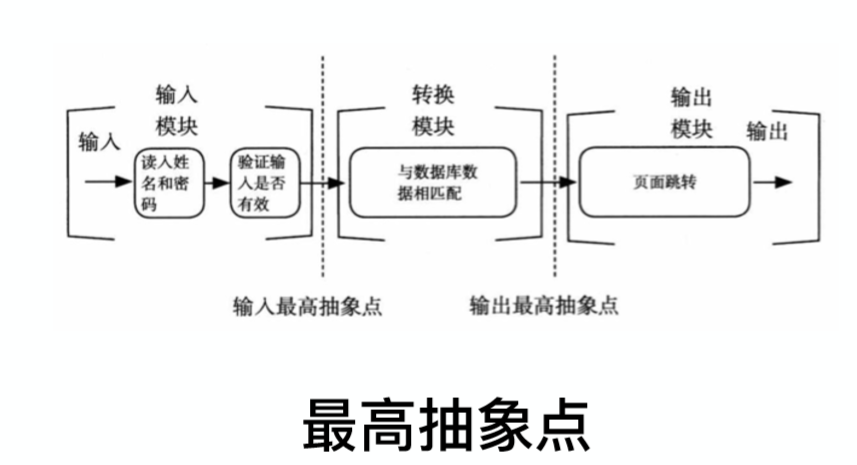 输入
模块
转换
模块
输出
模块
输入
输出
读入姓
名和密
码
验证输
入是否
有效
与数据库数
据相匹配
页面跳转
输入最高抽象点
输出最高抽象点
最高抽象点